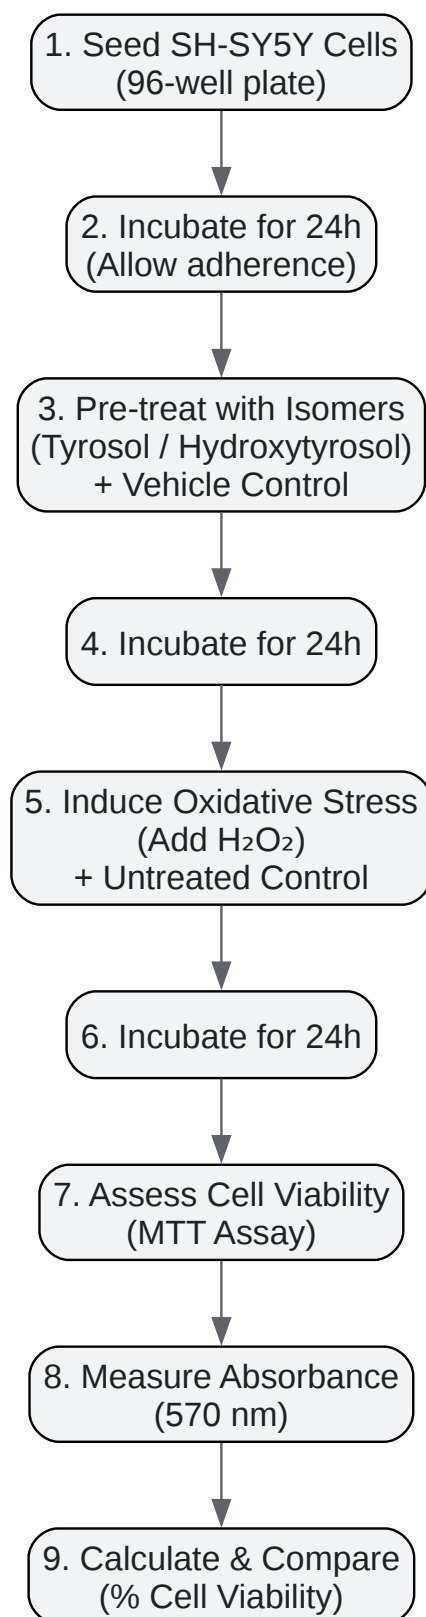 1. Seed SH-SY5Y Cells
(96-well plate)
2. Incubate for 24h
(Allow adherence)
3. Pre-treat with Isomers
(Tyrosol / Hydroxytyrosol)
+ Vehicle Control
4. Incubate for 24h
5. Induce Oxidative Stress
(Add H₂O₂)
+ Untreated Control
6. Incubate for 24h
7. Assess Cell Viability
(MTT Assay)
8. Measure Absorbance
(570 nm)
9. Calculate & Compare
(% Cell Viability)